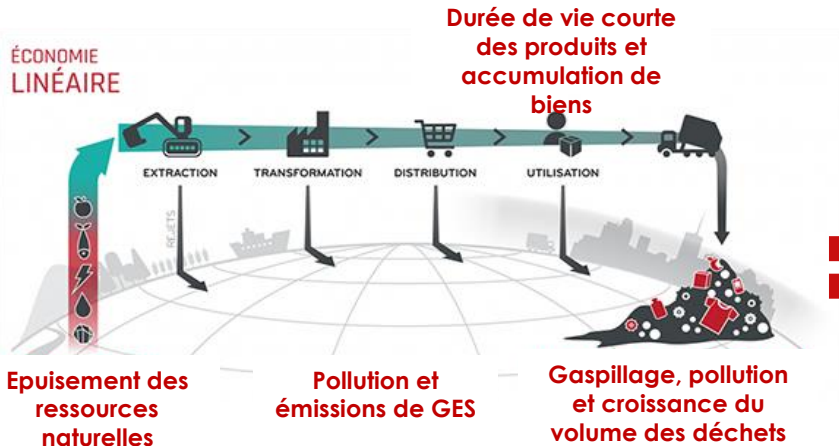 Durée de vie courte
des produits et
accumulation de
biens
ÉCONOMIE
LINÉAIRE
EXTRACTION
TRANSFORMATION
DISTRIBUTION
UTILISATION
REJETS
Epuisement des
ressources
naturelles
Pollution et
émissions de GES
Gaspillage, pollution
et croissance du
volume des déchets